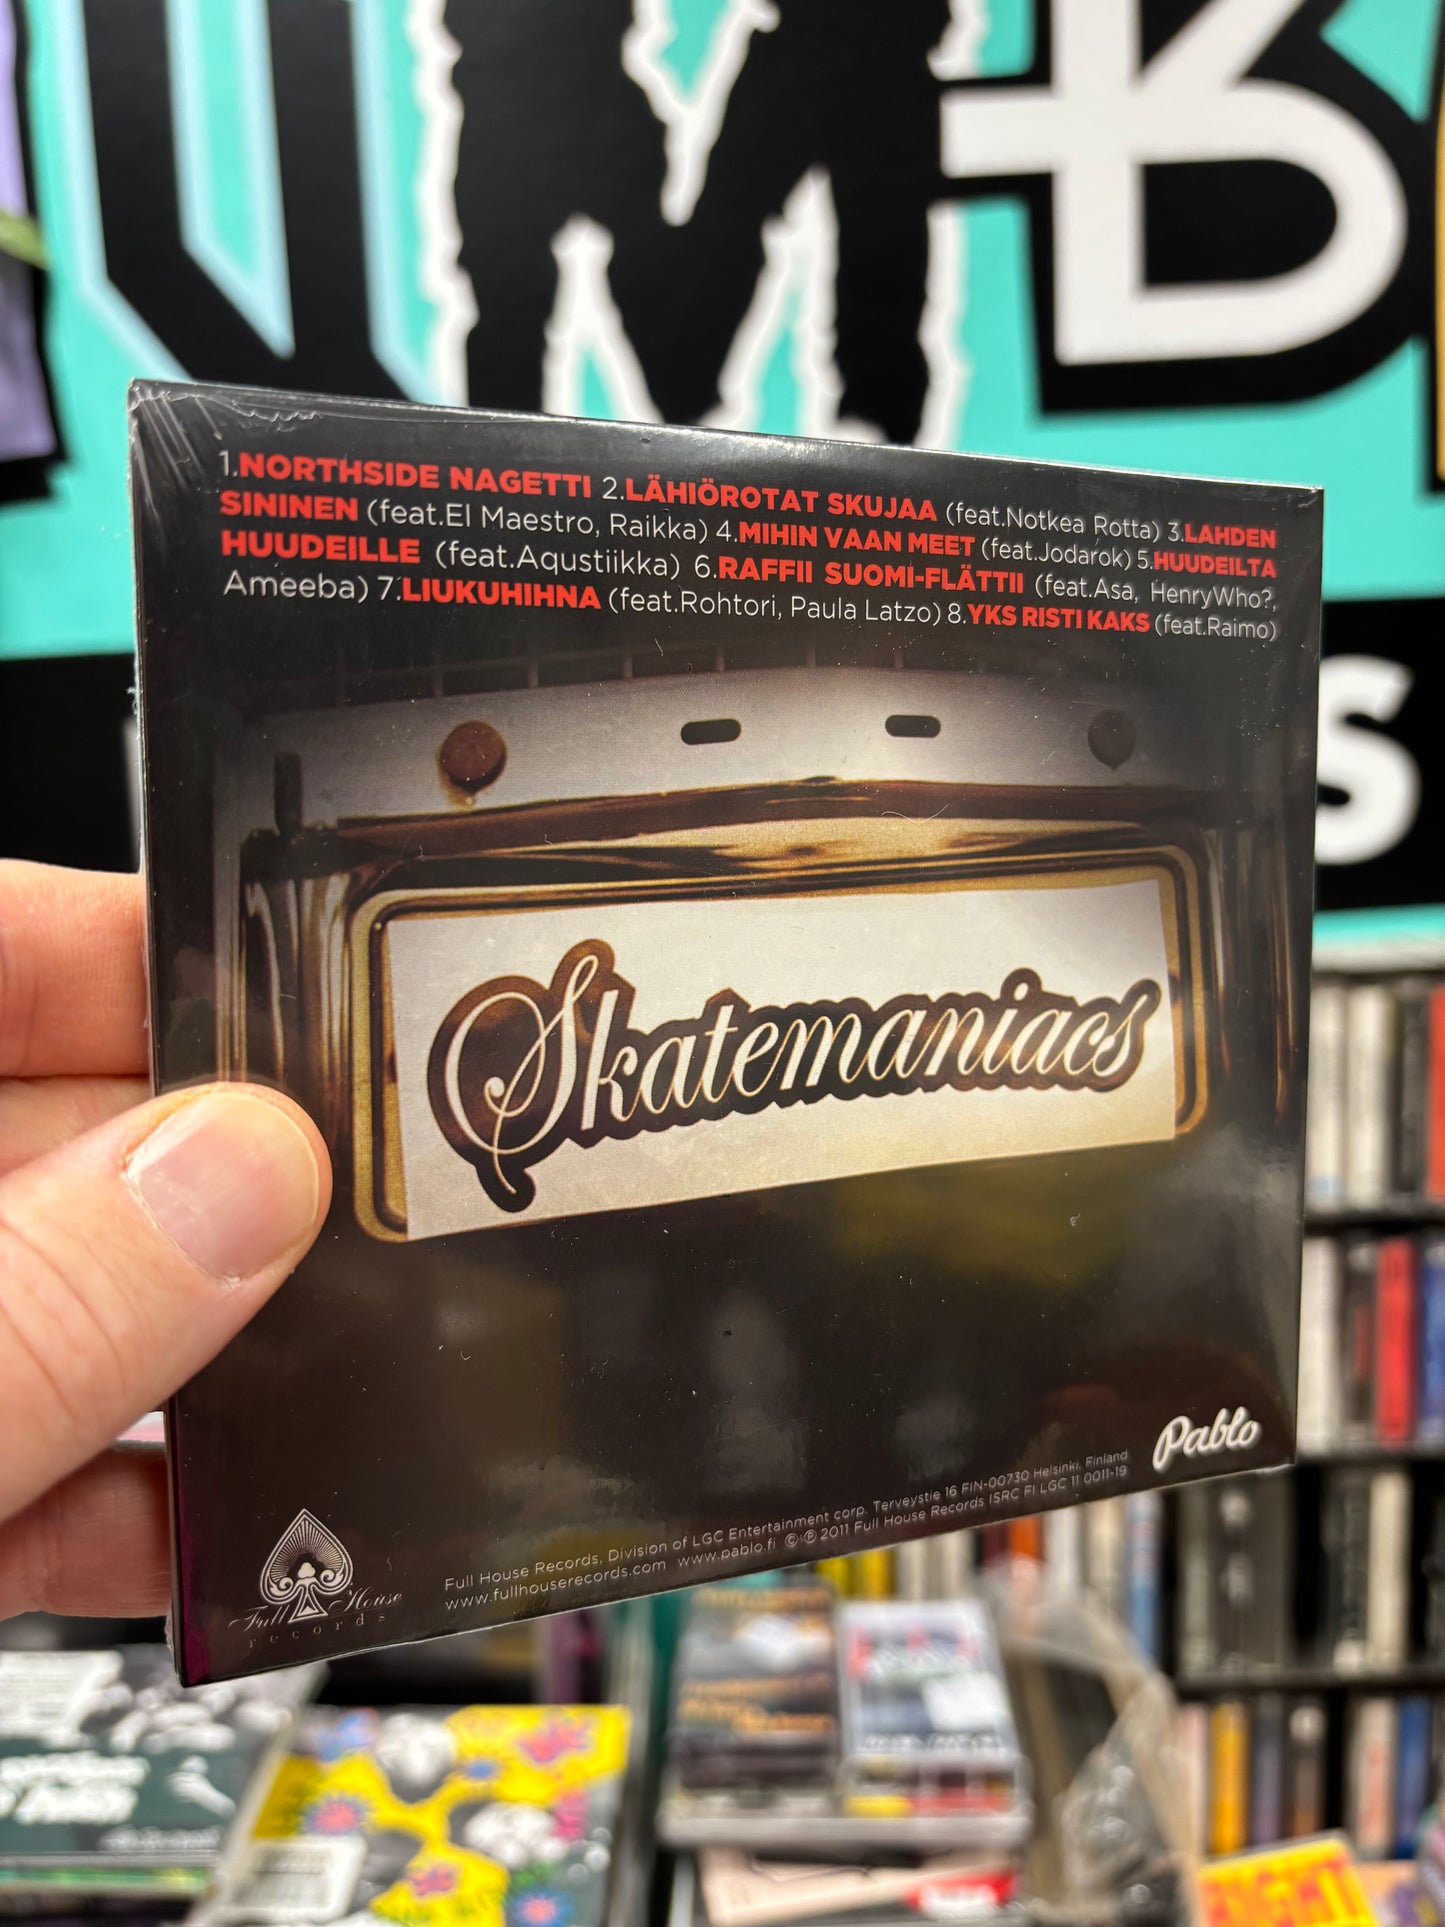 UMB
S
1.NORTHSIDE NAGETTI 2.LÄHIÖROTAT SKUJAA (feat.Notkea Rotta) 3.LAHDEN
SININEN (feat.El Maestro, Raikka) 4.MIHIN VAAN MEET (feat.Jodarok) 5.HUUDEILTA
HUUDEILLE (feat.Aqustiikka) 6.RAFFII SUOMI-FLÄTTII (feat.Asa, HenryWho?,
Ameeba) 7.LIUKUHIHNA (feat.Rohtori, Paula Latzo) 8.YKS RISTI KAKS (feat.Raimo)
Skatemaniacs
Pablo
Full House
records
Full House Records, Division of LGC Entertainment corp. Terveystie 16 FIN-00730 Helsinki, Finland
www.fullhouserecords.com www.pablo.fi ©℗2011 Full House Records ISRC FI LGC 11 0011-19